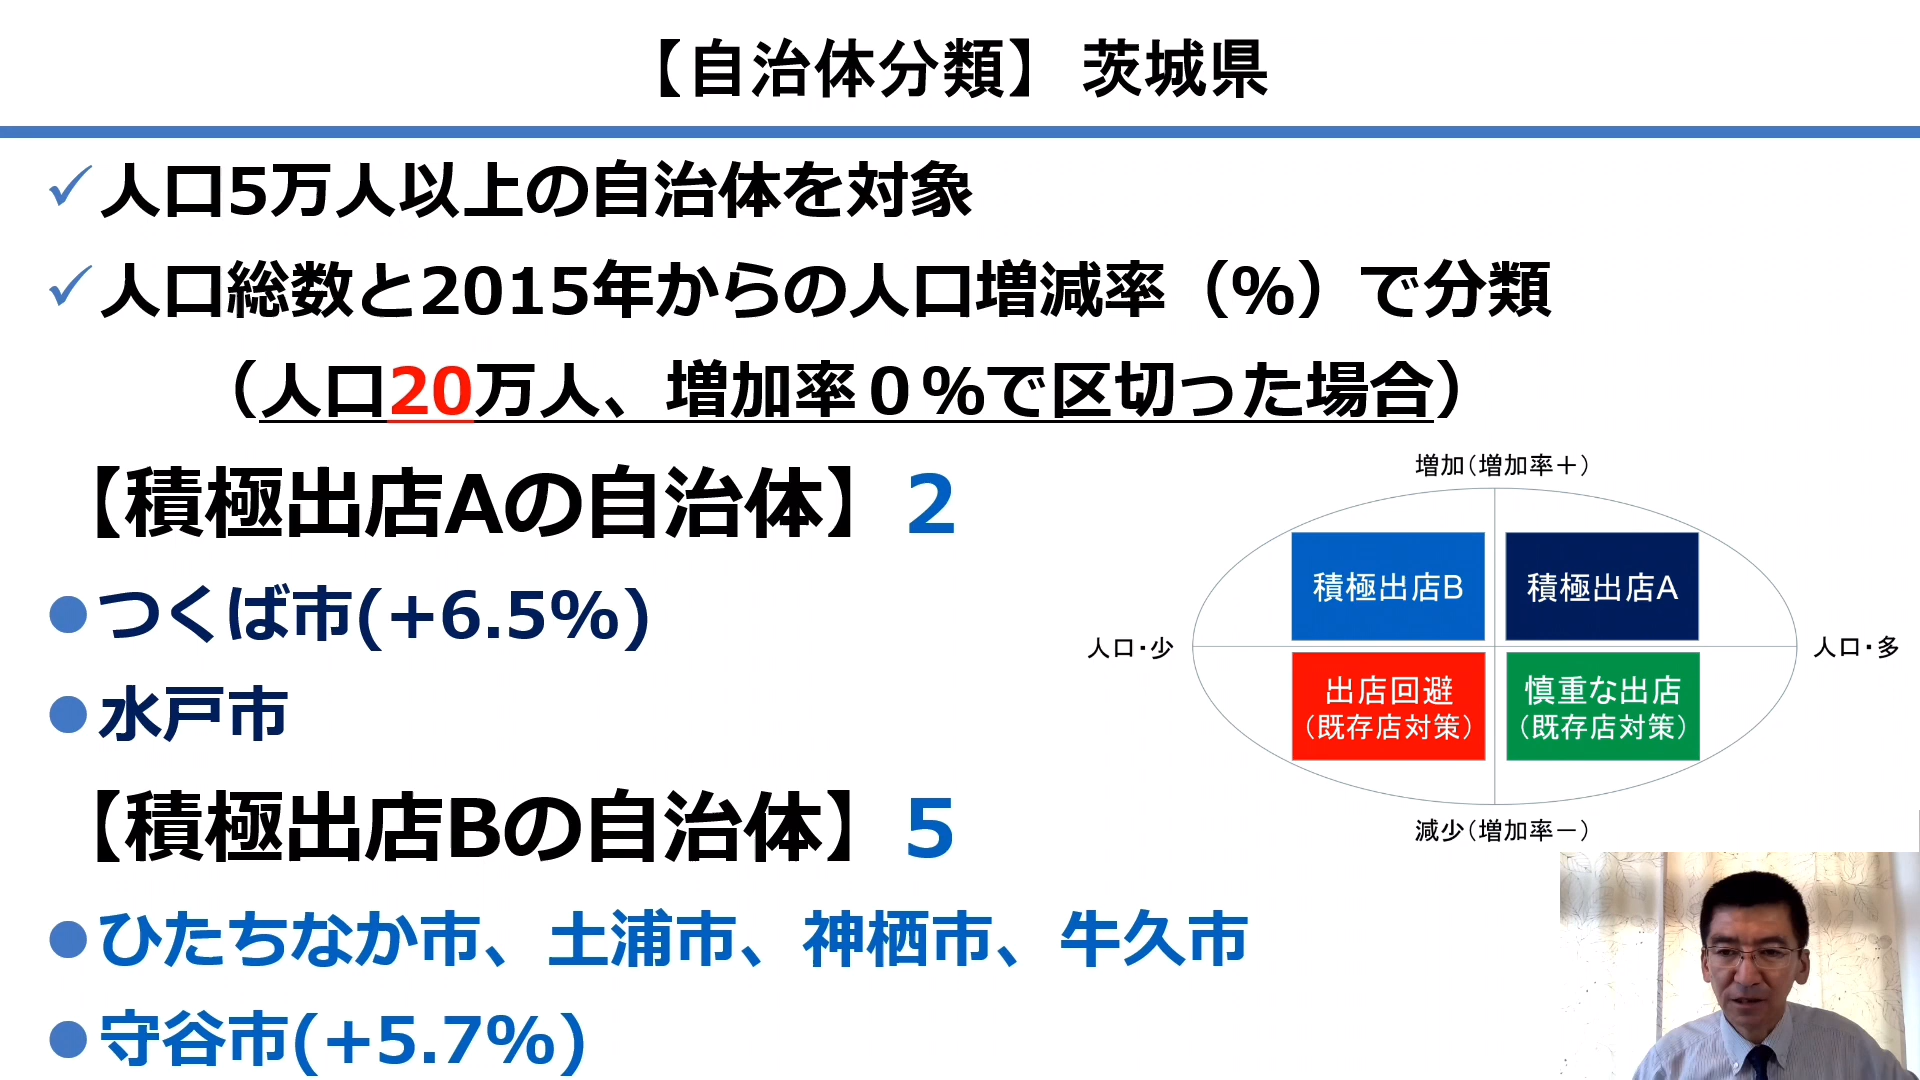 【自治体分類】 茨城県
✓人口5万人以上の自治体を対象
✓人口総数と2015年からの人口増減率（%）で分類
（人口20万人、増加率０%で区切った場合）
【積極出店Aの自治体】 2
●つくば市(+6.5%)
●水戸市
【積極出店Bの自治体】 5
●ひたちなか市、土浦市、神栖市、牛久市
●守谷市(+5.7%)
増加（増加率＋）
積極出店B
積極出店A
人口・少
人口・多
出店回避
（既存店対策）
慎重な出店
（既存店対策）
減少（増加率－）